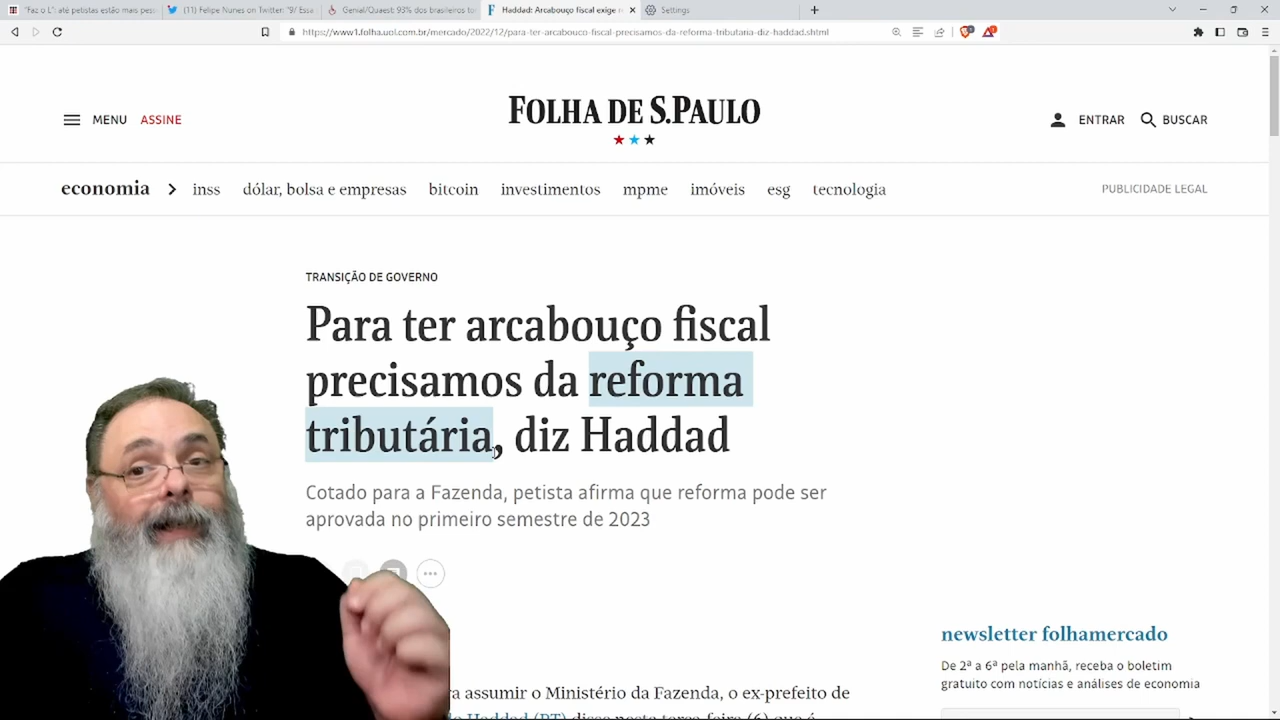 "Faz o L": até petistas estão mais pess
(11) Felipe Nunes on Twitter: "9/ Essa
Genial/Quaest: 93% dos brasileiros to
Haddad: Arcabouço fiscal exige r
Settings
https://www1.folha.uol.com.br/mercado/2022/12/para-ter-arcabouco-fiscal-precisamos-da-reforma-tributaria-diz-haddad.shtml
MENU ASSINE
FOLHA DE S.PAULO
ENTRAR BUSCAR
economia inss dólar, bolsa e empresas bitcoin investimentos mpme imóveis esg tecnologia PUBLICIDADE LEGAL
TRANSIÇÃO DE GOVERNO
Para ter arcabouço fiscal
precisamos da reforma
tributária, diz Haddad
Cotado para a Fazenda, petista afirma que reforma pode ser
aprovada no primeiro semestre de 2023
newsletter folhamercado
De 2ª a 6ª pela manhã, receba o boletim
gratuito com notícias e análises de economia
assumir o Ministério da Fazenda, o ex-prefeito de
Haddad (PT) disse nesta terça-feira (6) que é